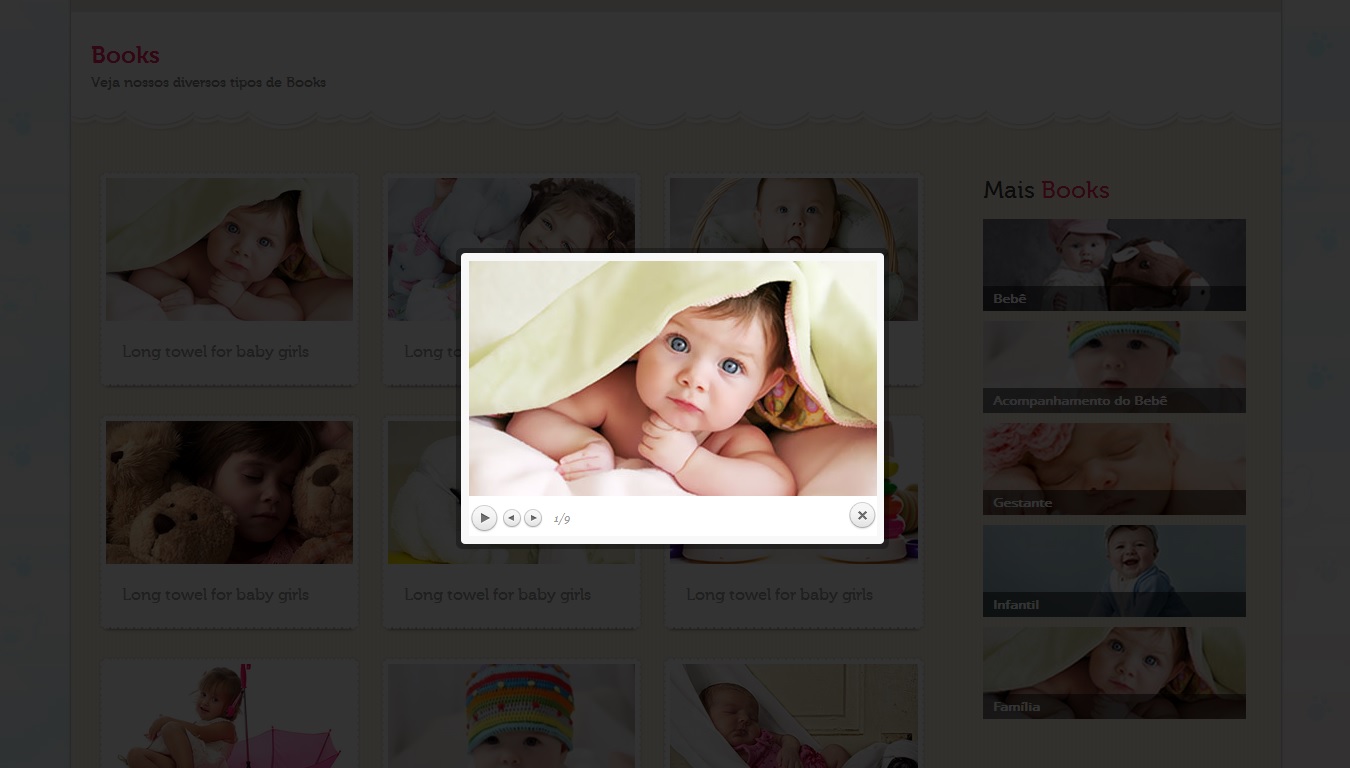 Books
Veja nossos diversos tipos de Books
Mais Books
Bebê
Long towel for baby girls
Long to
Acompanhamento do Bebê
Gestante
1/9
Long towel for baby girls
Long towel for baby girls
Long towel for baby girls
Infantil
Família